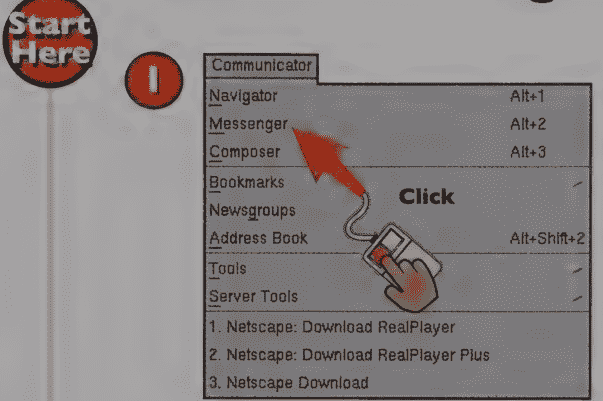 Start
Here
1
Communicator
Navigator Alt+1
Messenger Alt+2
Composer Alt+3
Bookmarks
Click
Newsgroups
Address Book Alt+Shift+2
Tools
Server Tools
1. Netscape: Download RealPlayer
2. Netscape: Download RealPlayer Plus
3. Netscape Download